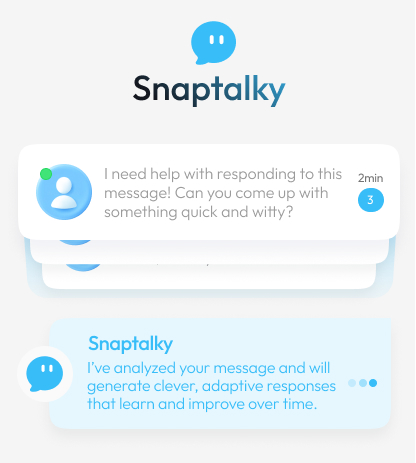 Snaptalky
I need help with responding to this
message! Can you come up with
something quick and witty?
2min
3
Snaptalky
I've analyzed your message and will
generate clever, adaptive responses
that learn and improve over time.